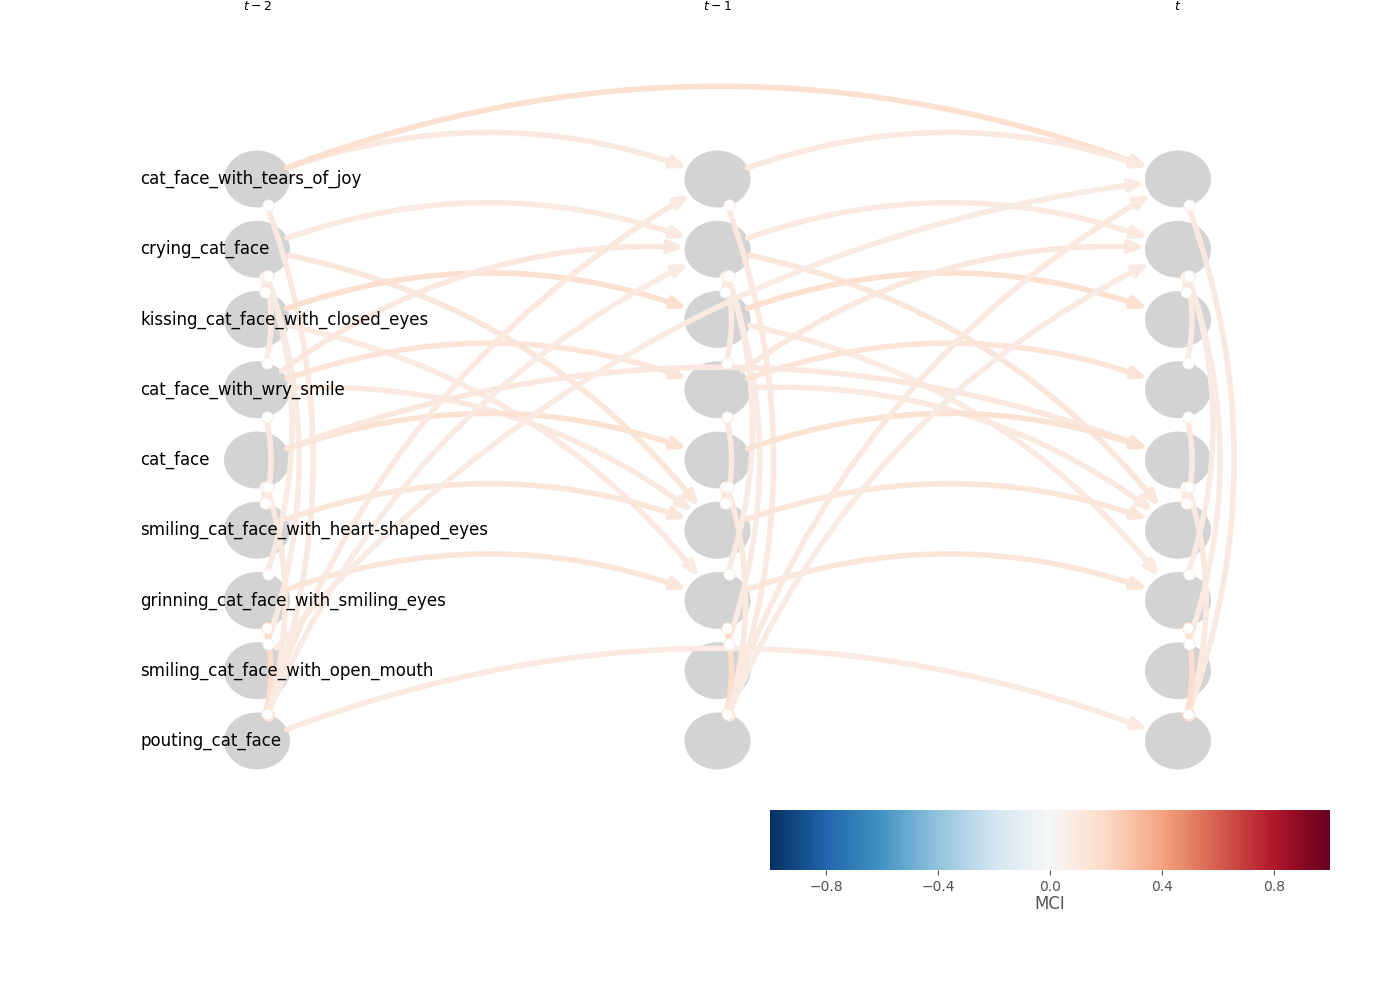 t − 2 t − 1 t
cat_face_with_tears_of_joy
crying_cat_face
kissing_cat_face_with_closed_eyes
cat_face_with_wry_smile
cat_face
smiling_cat_face_with_heart-shaped_eyes
grinning_cat_face_with_smiling_eyes
smiling_cat_face_with_open_mouth
pouting_cat_face
−0.8 −0.4 0.0 0.4 0.8
MCI